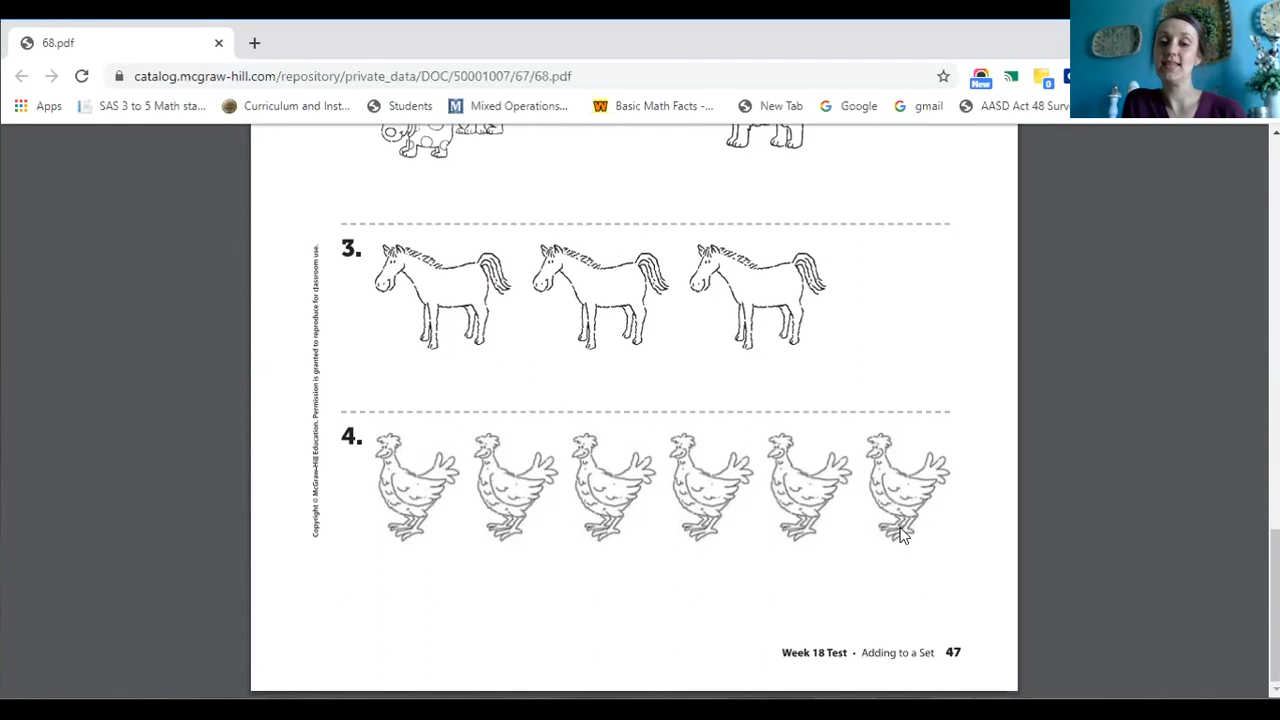 68.pdf
catalog.mcgraw-hill.com/repository/private_data/DOC/50001007/67/68.pdf
New
0
Apps
SAS 3 to 5 Math sta...
Curriculum and Inst...
Students
Mixed Operations...
Basic Math Facts -...
New Tab
Google
gmail
AASD Act 48 Surve
3.
Copyright © McGraw-Hill Education. Permission is granted to reproduce for classroom use.
4.
Week 18 Test • Adding to a Set 47